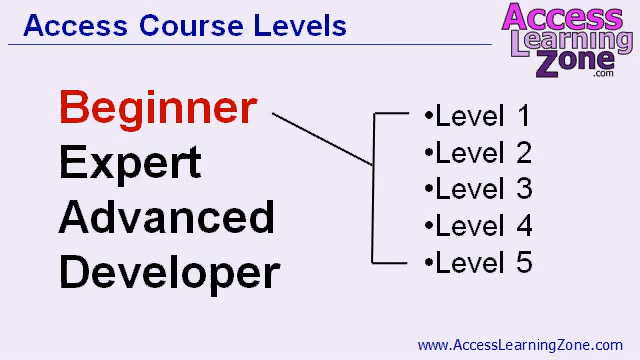 Access Course Levels
Access
Learning
Zone
.com
Beginner
Expert
Advanced
Developer
•Level 1
•Level 2
•Level 3
•Level 4
•Level 5
www.AccessLearningZone.com